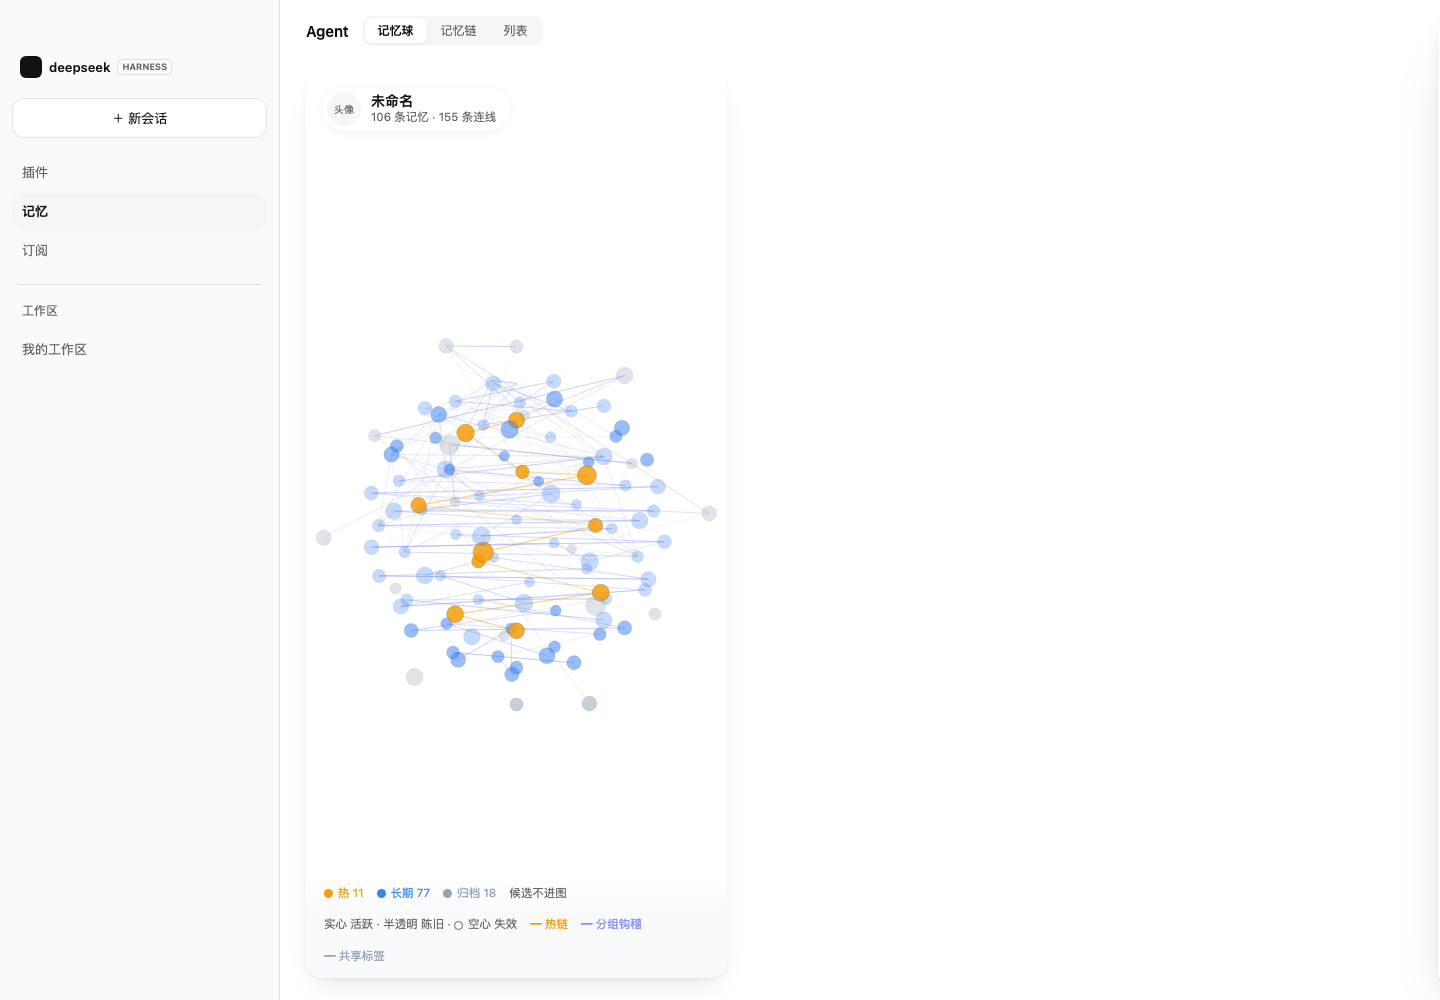 deepseek HARNESS
+ 新会话
插件
记忆
订阅
工作区
我的工作区
Agent 记忆球 记忆链 列表
头像
未命名
106 条记忆 · 155 条连线
热 11 长期 77 归档 18 候选不进图
实心 活跃 · 半透明 陈旧 · 空心 失效 热链 分组钩稽
共享标签